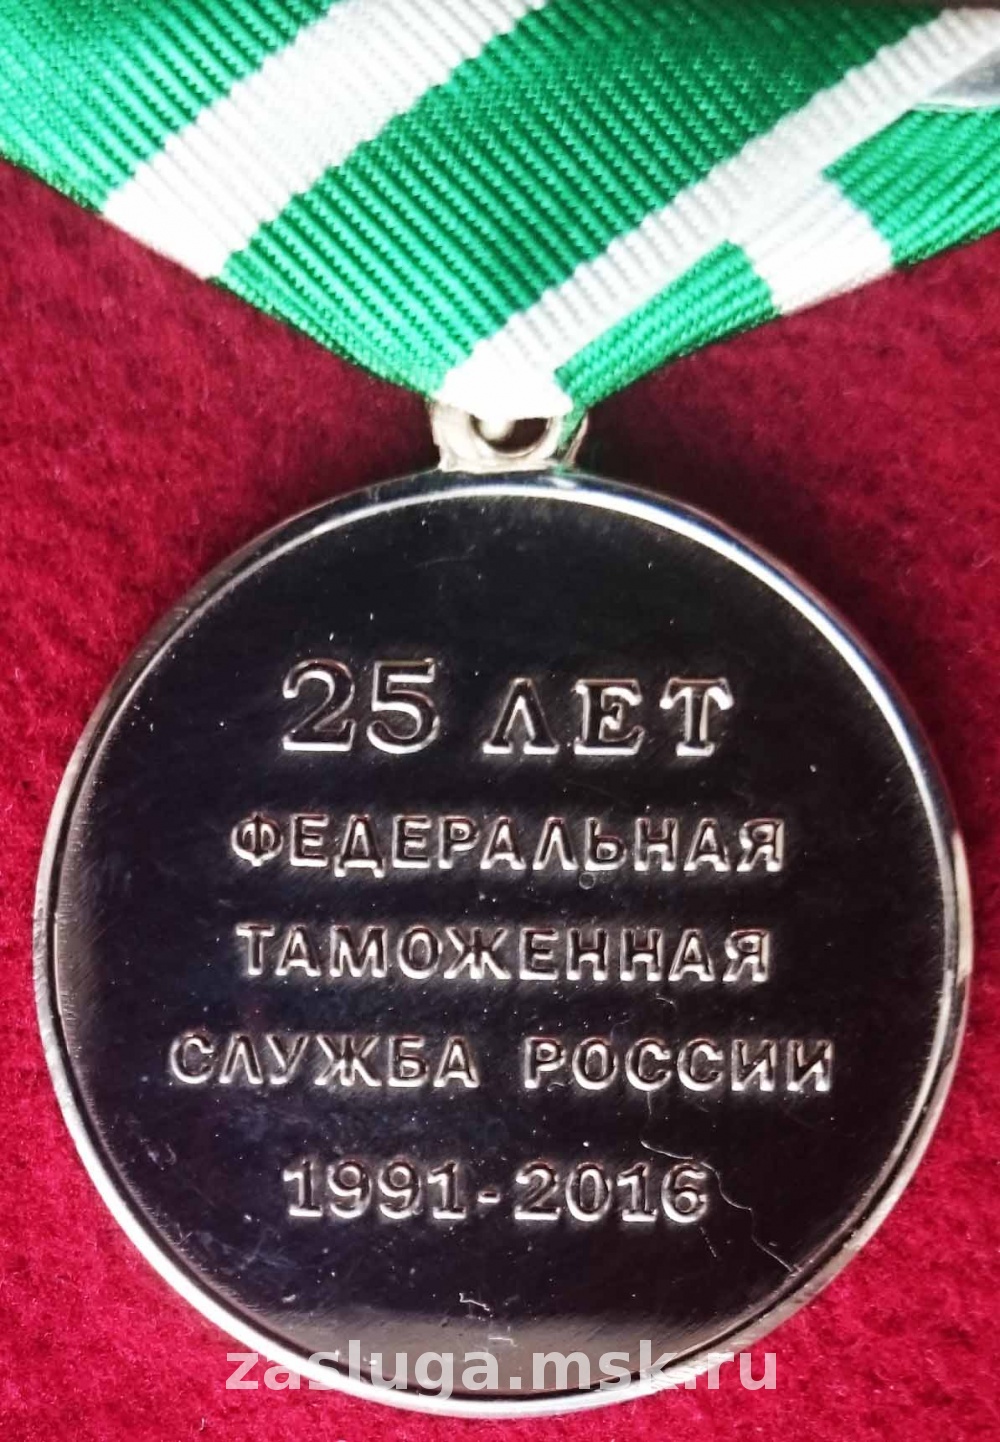 25 ЛЕТ
ФЕДЕРАЛЬНАЯ
ТАМОЖЕННАЯ
СЛУЖБА РОССИИ
1991-2016
zasluga.msk.ru